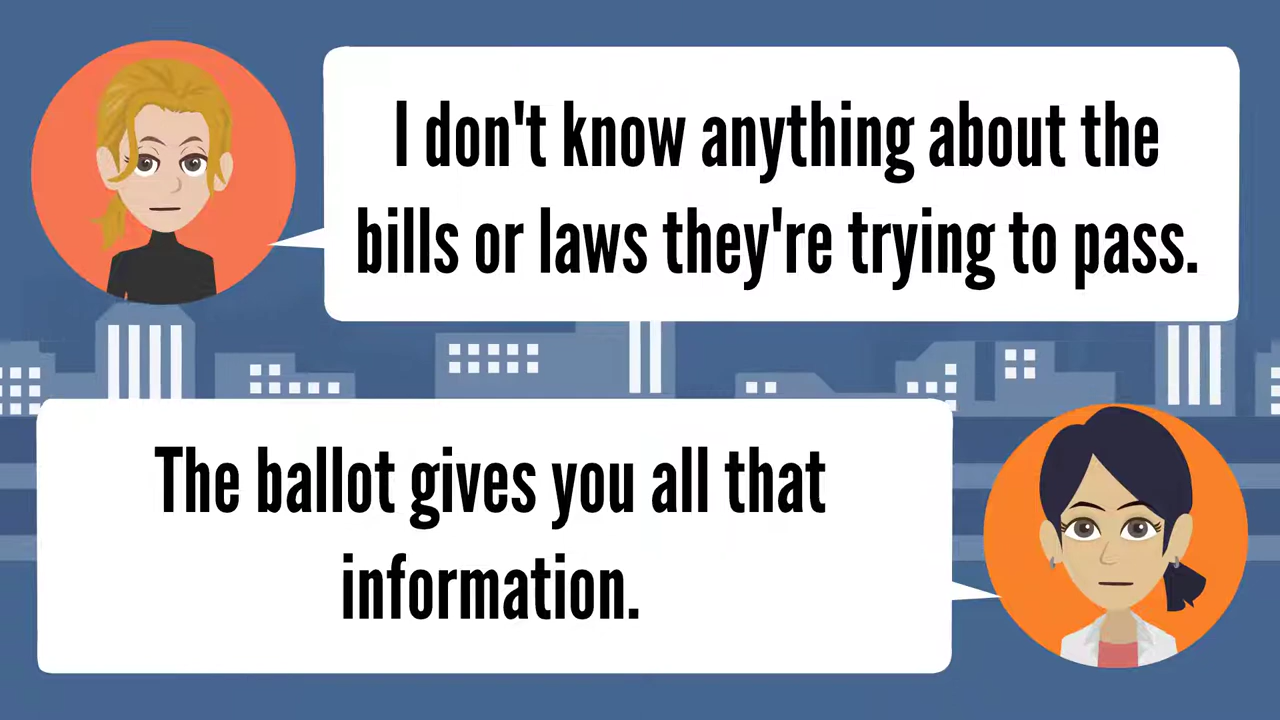 I don't know anything about the
bills or laws they're trying to pass.
The ballot gives you all that
information.